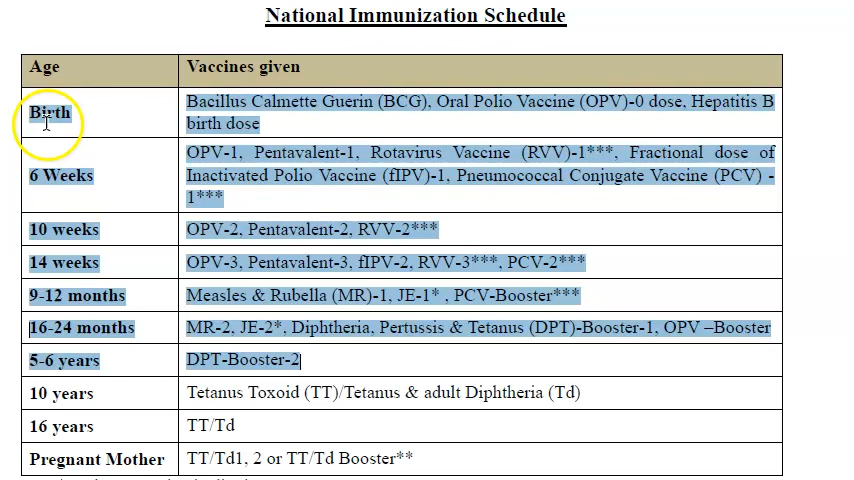 National Immunization Schedule
Age Vaccines given
Birth Bacillus Calmette Guerin (BCG), Oral Polio Vaccine (OPV)-0 dose, Hepatitis B
birth dose
6 Weeks OPV-1, Pentavalent-1, Rotavirus Vaccine (RVV)-1***, Fractional dose of
Inactivated Polio Vaccine (fIPV)-1, Pneumococcal Conjugate Vaccine (PCV) -
1***
10 weeks OPV-2, Pentavalent-2, RVV-2***
14 weeks OPV-3, Pentavalent-3, fIPV-2, RVV-3***, PCV-2***
9-12 months Measles & Rubella (MR)-1, JE-1* , PCV-Booster***
16-24 months MR-2, JE-2*, Diphtheria, Pertussis & Tetanus (DPT)-Booster-1, OPV –Booster
5-6 years DPT-Booster-2
10 years Tetanus Toxoid (TT)/Tetanus & adult Diphtheria (Td)
16 years TT/Td
Pregnant Mother TT/Td1, 2 or TT/Td Booster**